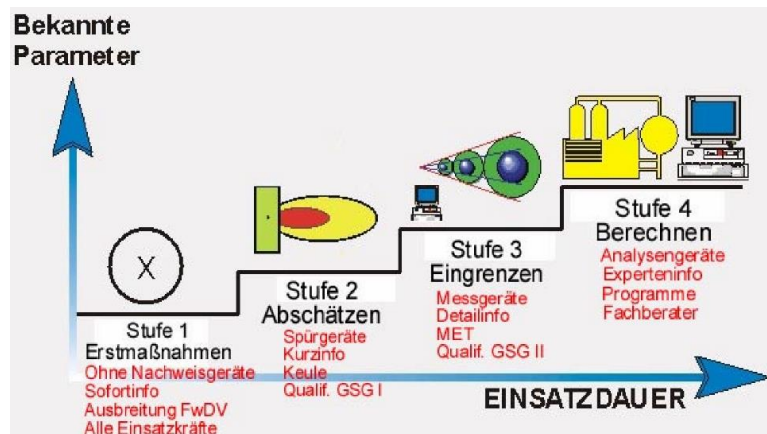 Bekannte
Parameter
X
Stufe 1
Erstmaßnahmen
Ohne Nachweisgeräte
Sofortinfo
Ausbreitung FwDV
Alle Einsatzkräfte
Stufe 2
Abschätzen
Spürgeräte
Kurzinfo
Keule
Qualif. GSG I
Stufe 3
Eingrenzen
Messgeräte
Detailinfo
MET
Qualif. GSG II
Stufe 4
Berechnen
Analysengeräte
Experteninfo
Programme
Fachberater
EINSATZDAUER